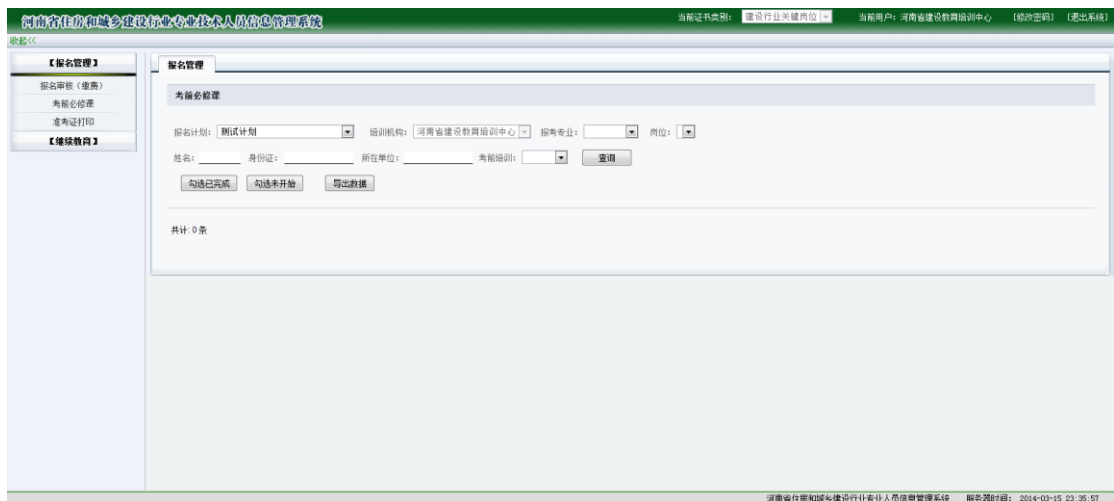 河南省住房和城乡建设行业专业技术人员信息管理系统 当前证书类别: 建设行业关键岗位 当前用户: 河南省建设教育培训中心 [修改密码] [退出系统]
收起<<
【报名管理】
报名审核（缴费）
考前必修课
准考证打印
【继续教育】
报名管理
考前必修课
报名计划: 测试计划 培训机构: 河南省建设教育培训中心 报考专业: 岗位:
姓名: 身份证: 所在单位: 考前培训: 查询
勾选已完成 勾选未开始 导出数据
共计:0条
河南省住房和城乡建设行业专业人员信息管理系统 服务器时间: 2014-03-15 23:35:57